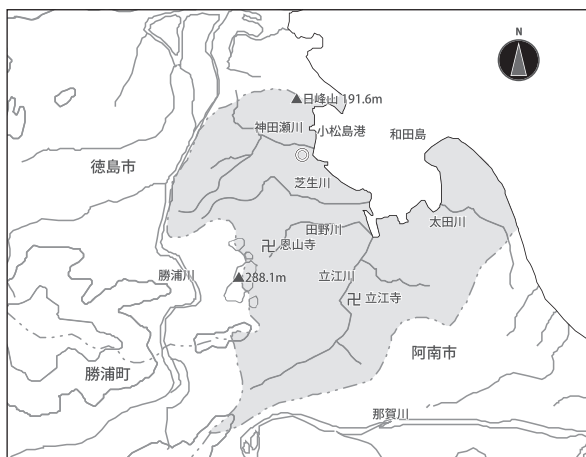 N
日峰山 191.6m
神田瀬川
小松島港
和田島
徳島市
芝生川
田野川
太田川
恩山寺
勝浦川
288.1m
立江川
立江寺
阿南市
勝浦町
那賀川